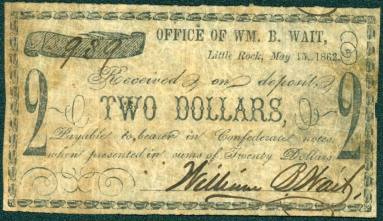 989 OFFICE OF WM. B. WAIT,
Little Rock, May 15, 1862.
Received on deposit
2 TWO DOLLARS, 2
Payable to bearer in Confederate notes
when presented in sums of Twenty Dollars
William B. Wait,